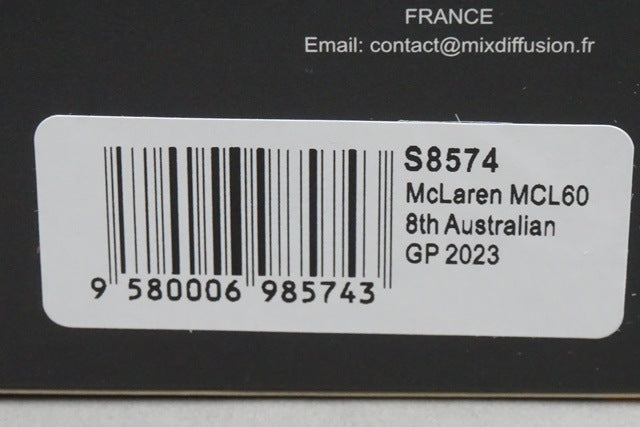 FRANCE
Email: contact@mixdiffusion.fr
S8574
McLaren MCL60
8th Australian
GP 2023
9 580006 985743